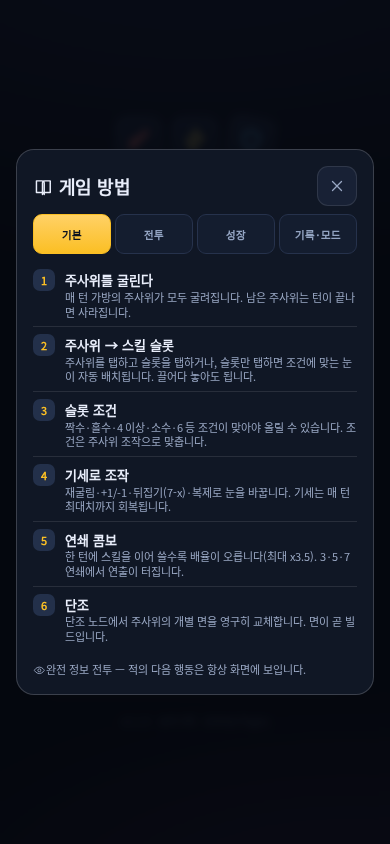 게임 방법
기본
전투
성장
기록·모드
1 주사위를 굴린다
매 턴 가방의 주사위가 모두 굴려집니다. 남은 주사위는 턴이 끝나
면 사라집니다.
2 주사위 → 스킬 슬롯
주사위를 탭하고 슬롯을 탭하거나, 슬롯만 탭하면 조건에 맞는 눈
이 자동 배치됩니다. 끌어다 놓아도 됩니다.
3 슬롯 조건
짝수·홀수·4 이상·소수·6 등 조건이 맞아야 올릴 수 있습니다. 조
건은 주사위 조작으로 맞춥니다.
4 기세로 조작
재굴림·+1/-1·뒤집기(7-x)·복제로 눈을 바꿉니다. 기세는 매 턴
최대치까지 회복됩니다.
5 연쇄 콤보
한 턴에 스킬을 이어 쓸수록 배율이 오릅니다(최대 x3.5). 3·5·7
연쇄에서 연출이 터집니다.
6 단조
단조 노드에서 주사위의 개별 면을 영구히 교체합니다. 면이 곧 빌
드입니다.
완전 정보 전투 — 적의 다음 행동은 항상 화면에 보입니다.